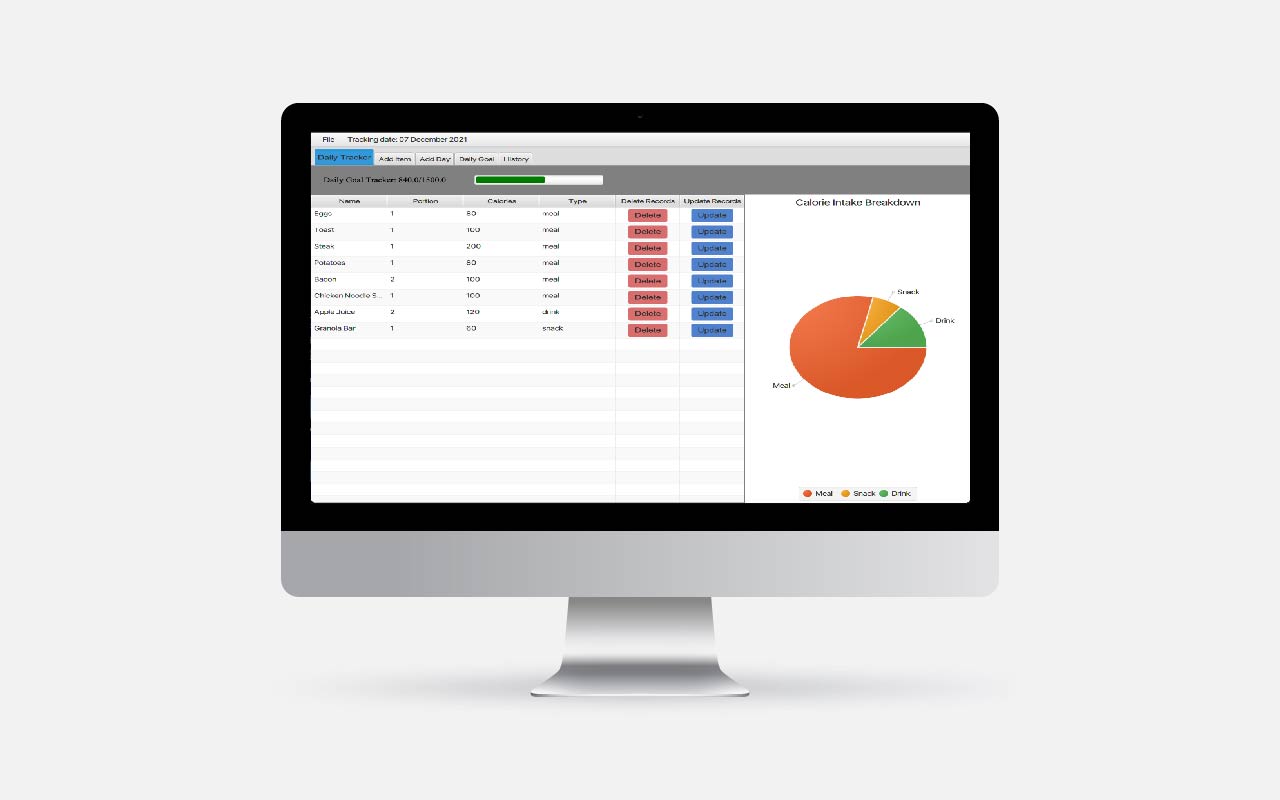 File Tracking date: 07 December 2021
Daily Tracker Add Item Add Day Daily Goal History
Daily Goal Tracker: 840.0/1500.0
Name Portion Calories Type Delete Records Update Records
Eggs 1 80 meal Delete Update
Toast 1 100 meal Delete Update
Steak 1 200 meal Delete Update
Potatoes 1 80 meal Delete Update
Bacon 2 100 meal Delete Update
Chicken Noodle S... 1 100 meal Delete Update
Apple Juice 2 120 drink Delete Update
Granola Bar 1 60 snack Delete Update
Calorie Intake Breakdown
Snack
Drink
Meal
Meal Snack Drink